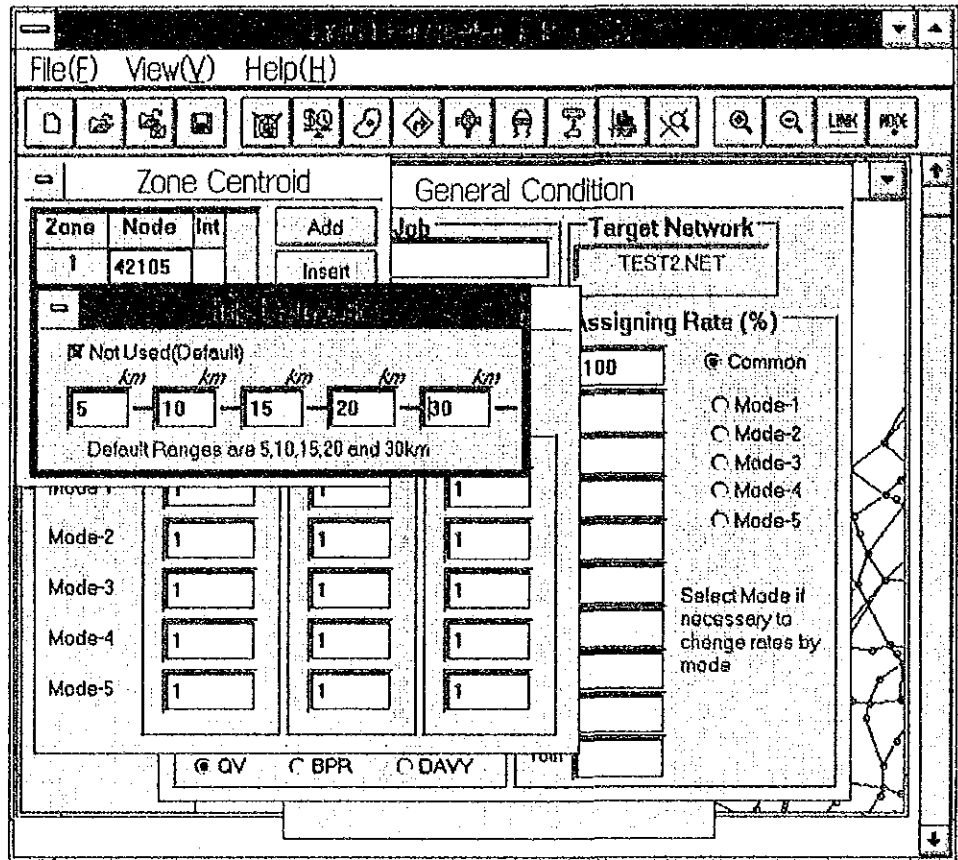 File(F) View(V) Help(H)
LINK
NODE
Zone Centroid
General Condition
Zone Node Int
1 42105
Add
Insert
Job
Target Network
TEST2.NET
Not Used(Default)
km km km km km
5 10 15 20 30
Default Ranges are 5,10,15,20 and 30km
Assigning Rate (%)
100
Common
Mode-1
Mode-2
Mode-3
Mode-4
Mode-5
Select Mode if
necessary to
change rates by
mode
Mode-1 1 1 1
Mode-2 1 1 1
Mode-3 1 1 1
Mode-4 1 1 1
Mode-5 1 1 1
QV BPR DAVY